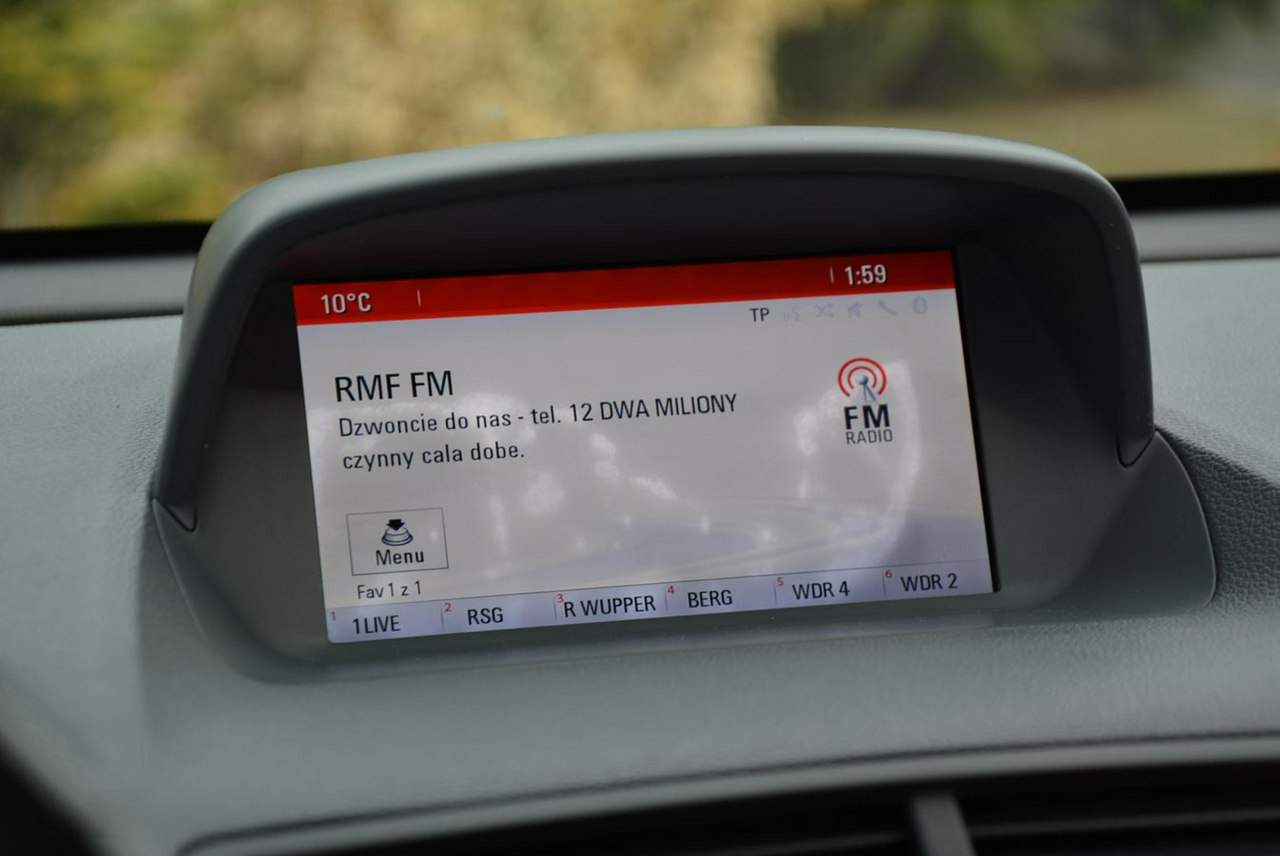 10°C 1:59
TP
RMF FM
Dzwoncie do nas - tel. 12 DWA MILIONY
czynny cala dobe.
FM
RADIO
Menu
Fav 1 z 1
1 1LIVE 2 RSG 3 R WUPPER 4 BERG 5 WDR 4 6 WDR 2